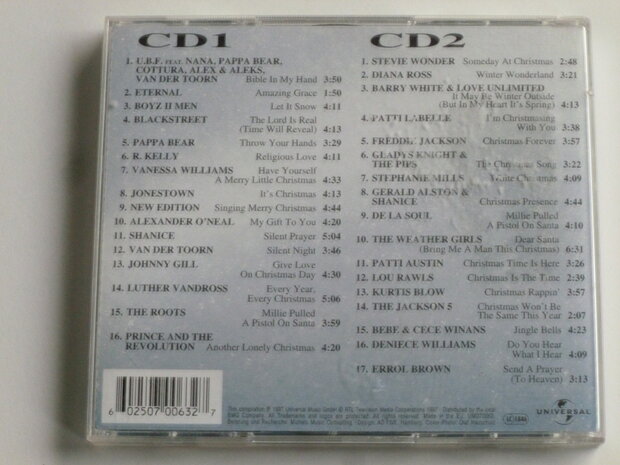 CD1
1. U.B.F. FEAT. NANA, PAPPA BEAR,
COTTURA, ALEX & ALEKS,
VAN DER TOORN Bible In My Hand 3:50
2. ETERNAL Amazing Grace 1:50
3. BOYZ II MEN Let It Snow 4:11
4. BLACKSTREET The Lord Is Real
(Time Will Reveal) 4:13
5. PAPPA BEAR Throw Your Hands 3:29
6. R. KELLY Religious Love 4:11
7. VANESSA WILLIAMS Have Yourself
A Merry Little Christmas 4:33
8. JONESTOWN It's Christmas 4:13
9. NEW EDITION Singing Merry Christmas 4:44
10. ALEXANDER O'NEAL My Gift To You 4:20
11. SHANICE Silent Prayer 5:04
12. VAN DER TOORN Silent Night 3:46
13. JOHNNY GILL Give Love
On Christmas Day 4:30
14. LUTHER VANDROSS Every Year,
Every Christmas 5:06
15. THE ROOTS Millie Pulled
A Pistol On Santa 3:59
16. PRINCE AND THE
REVOLUTION Another Lonely Christmas 4:20
CD2
1. STEVIE WONDER Someday At Christmas 2:48
2. DIANA ROSS Winter Wonderland 3:21
3. BARRY WHITE & LOVE UNLIMITED
It May Be Winter Outside
(But In My Heart It's Spring) 4:13
4. PATTI LABELLE I'm Christmasing
With You 3:38
5. FREDDIE JACKSON Christmas Forever 3:57
6. GLADYS KNIGHT &
THE PIPS The Christmas Song 3:22
7. STEPHANIE MILLS White Christmas 4:09
8. GERALD ALSTON &
SHANICE Christmas Presence 4:44
9. DE LA SOUL Millie Pulled
A Pistol On Santa 4:10
10. THE WEATHER GIRLS Dear Santa
(Bring Me A Man This Christmas) 6:31
11. PATTI AUSTIN Christmas Time Is Here 3:26
12. LOU RAWLS Christmas Is The Time 2:39
13. KURTIS BLOW Christmas Rappin' 3:57
14. THE JACKSON 5 Christmas Won't Be
The Same This Year 2:07
15. BEBE & CECE WINANS Jingle Bells 4:23
16. DENIECE WILLIAMS Do You Hear
What I Hear 4:09
17. ERROL BROWN Send A Prayer
(To Heaven) 3:13
6 02507 00632 7
UNIVERSAL